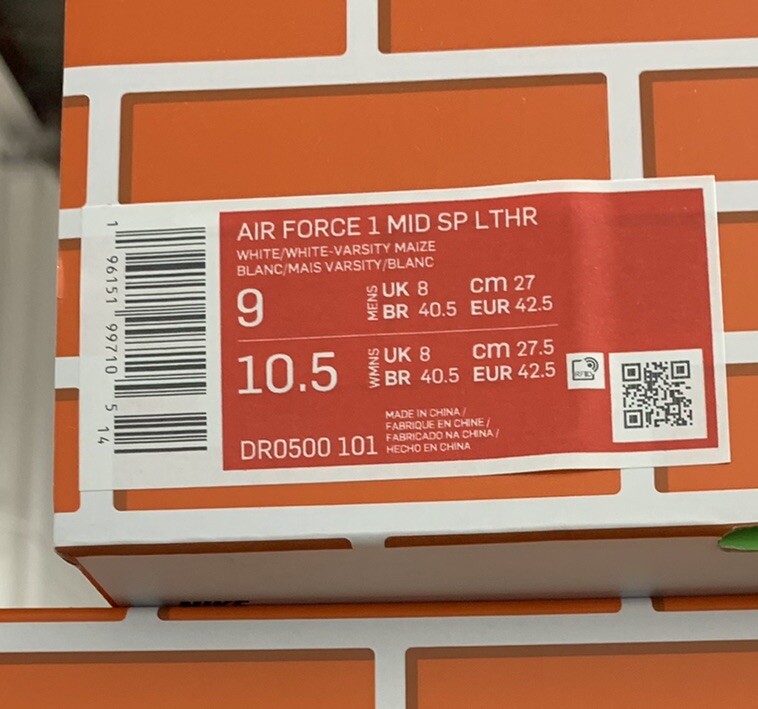 AIR FORCE 1 MID SP LTHR
WHITE/WHITE-VARSITY MAIZE
BLANC/MAIS VARSITY/BLANC
9 MENS UK 8 cm 27
BR 40.5 EUR 42.5
10.5 WMNS UK 8 cm 27.5
BR 40.5 EUR 42.5
RFID
DR0500 101
MADE IN CHINA /
FABRIQUE EN CHINE /
FABRICADO NA CHINA /
HECHO EN CHINA
1 96151 99710 5 14
NIKE